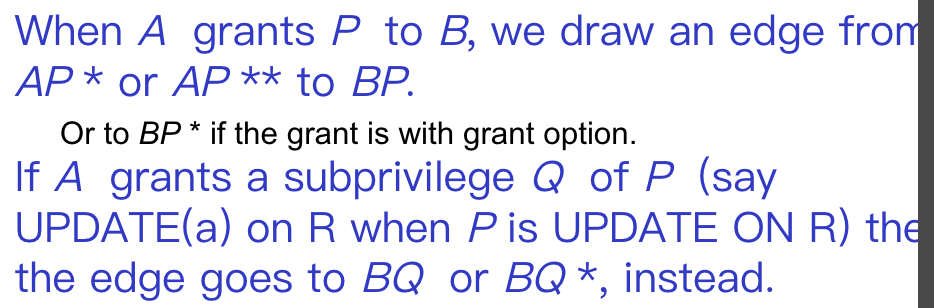 When A grants P to B, we draw an edge from
AP * or AP ** to BP.
Or to BP * if the grant is with grant option.
If A grants a subprivilege Q of P (say
UPDATE(a) on R when P is UPDATE ON R) the
the edge goes to BQ or BQ *, instead.